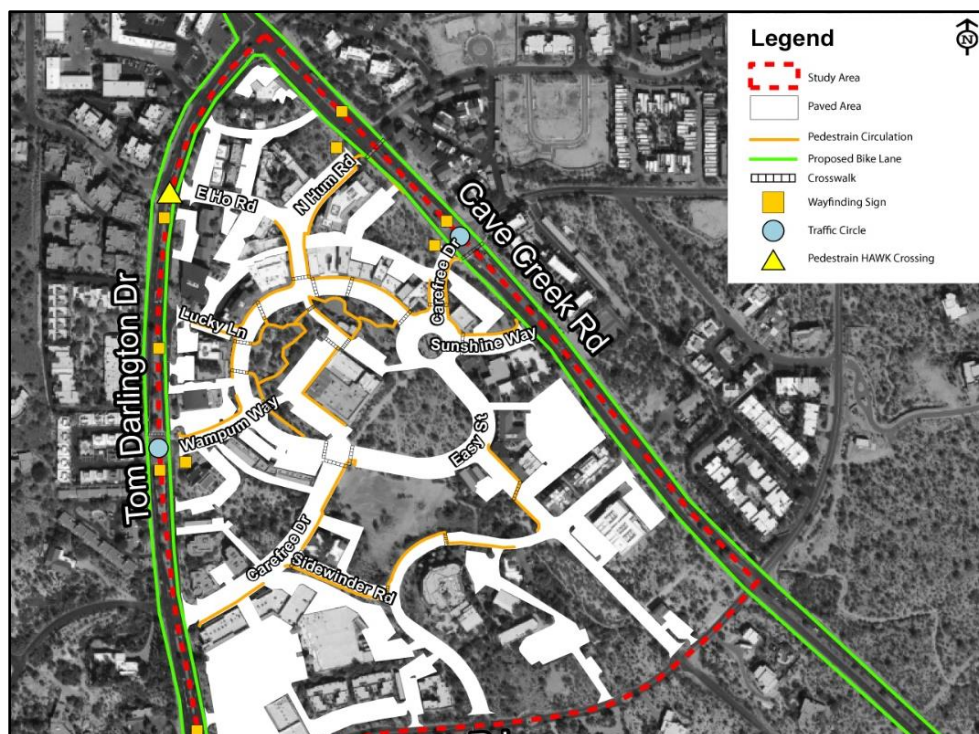 Legend
N
Study Area
Paved Area
Pedestrain Circulation
Proposed Bike Lane
Crosswalk
Wayfinding Sign
Traffic Circle
Pedestrain HAWK Crossing
E Ho Rd
N Hum Rd
Cave Creek Rd
Carefree Dr
Lucky Ln
Sunshine Way
Tom Darlington Dr
Wampum Way
Easy St
Carefree Dr
Sidewinder Rd